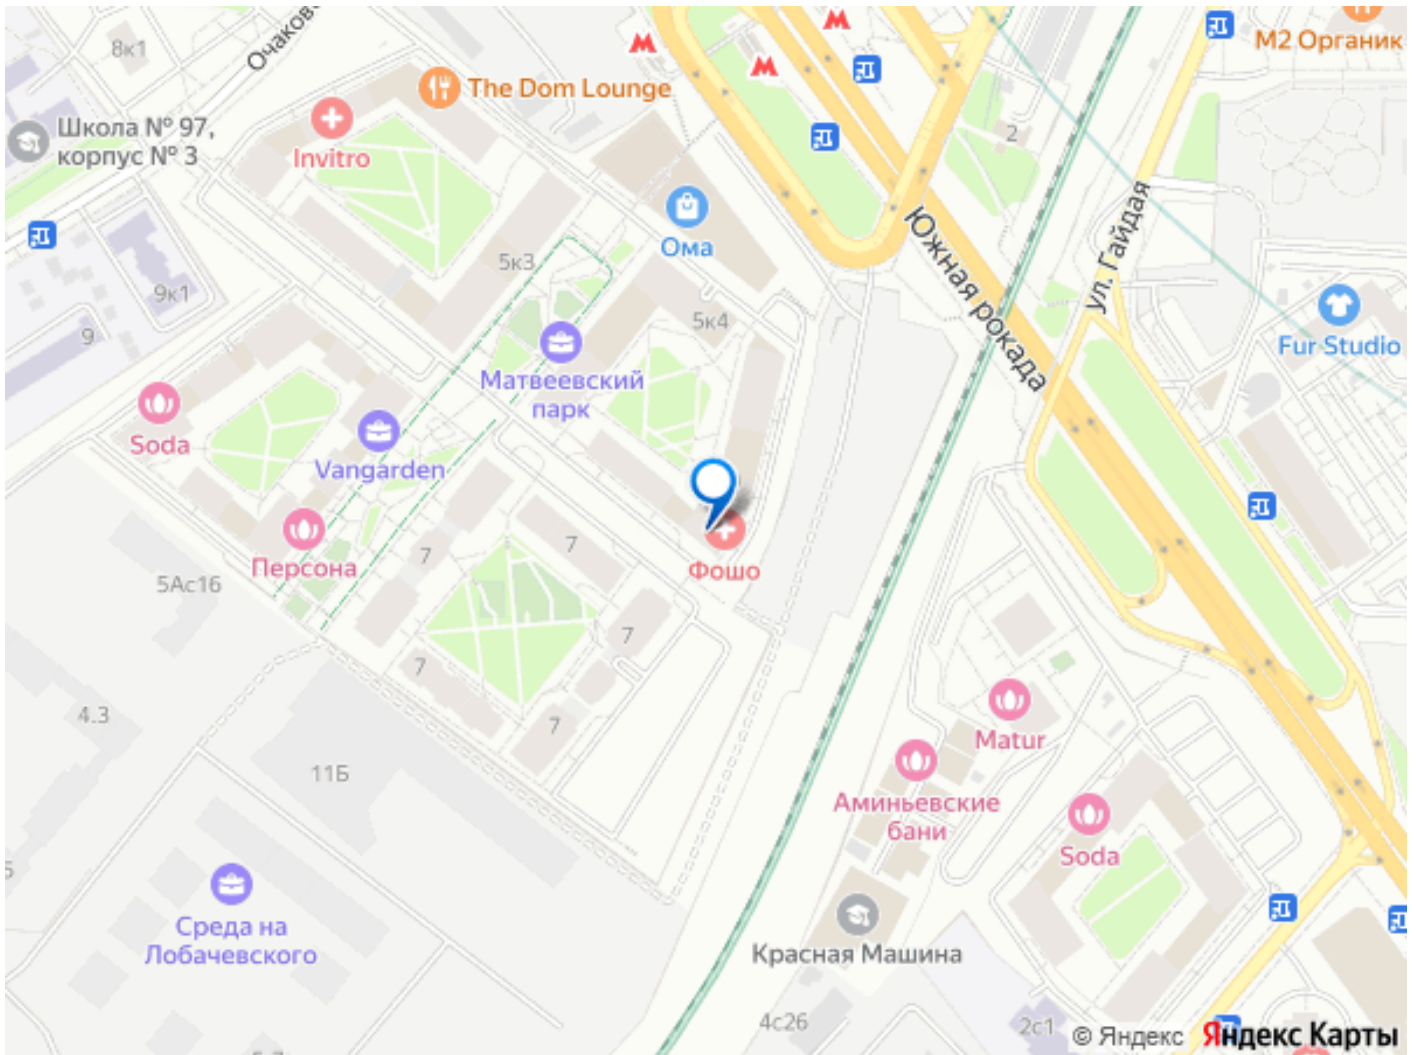 8к1
Очаково
М2 Органик
The Dom Lounge
Школа № 97,
корпус № 3
Invitro
2
Ома
Южная рокада
ул. Гайдая
5к3
9к1
9
5к4
Fur Studio
Матвеевский
парк
Soda
Vangarden
Персона
7
7
Фошо
5Ас16
7
7
7
4.3
11Б
Matur
Аминьевские
бани
Soda
Среда на
Лобачевского
Красная Машина
4с26
2с1
© Яндекс
Яндекс Карты